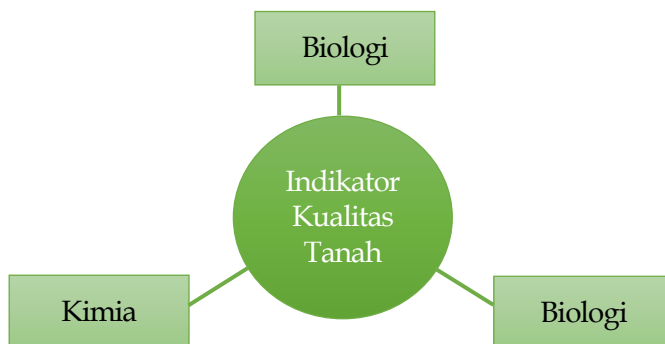 Biologi
Indikator
Kualitas
Tanah
Kimia
Biologi